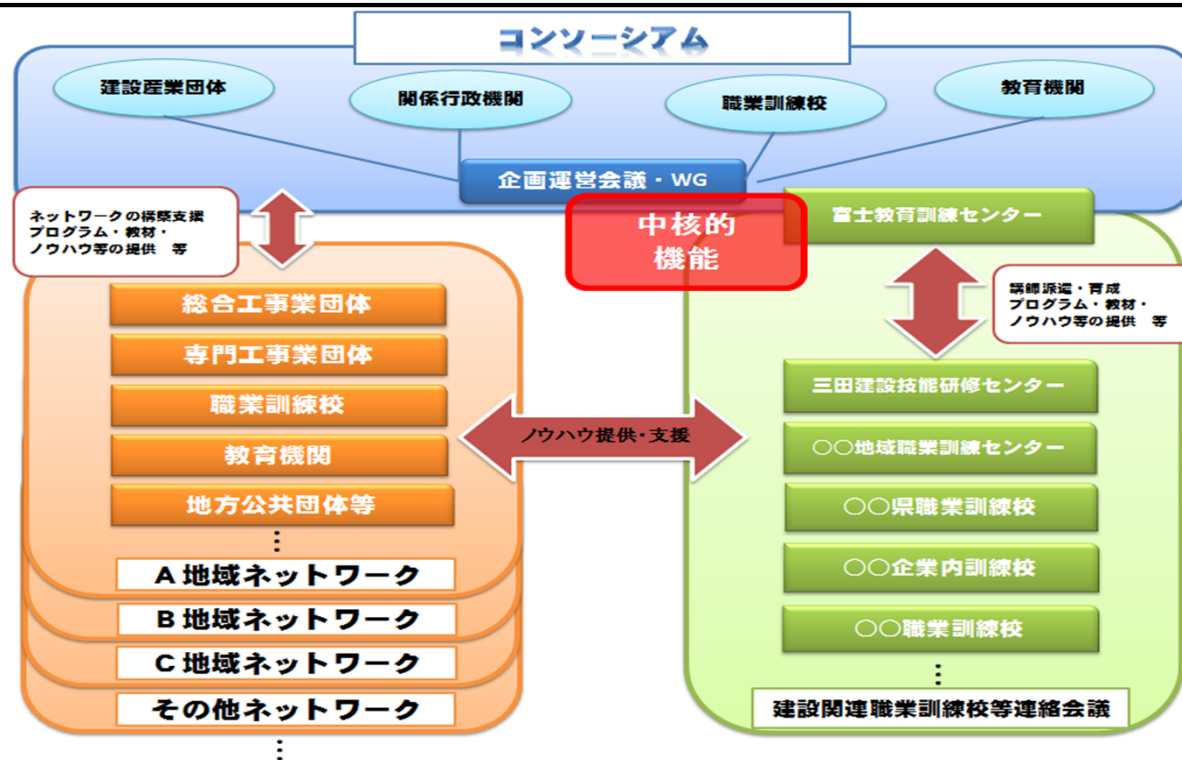 コンソーシアム
建設産業団体
関係行政機関
職業訓練校
教育機関
企画運営会議・WG
中核的
機能
富士教育訓練センター
ネットワークの構築支援
プログラム・教材・
ノウハウ等の提供 等
講師派遣・育成
プログラム・教材・
ノウハウ等の提供 等
総合工事業団体
専門工事業団体
職業訓練校
教育機関
地方公共団体等
⋮
A地域ネットワーク
B地域ネットワーク
C地域ネットワーク
その他ネットワーク
⋮
ノウハウ提供・支援
三田建設技能研修センター
○○地域職業訓練センター
○○県職業訓練校
○○企業内訓練校
○○職業訓練校
⋮
建設関連職業訓練校等連絡会議